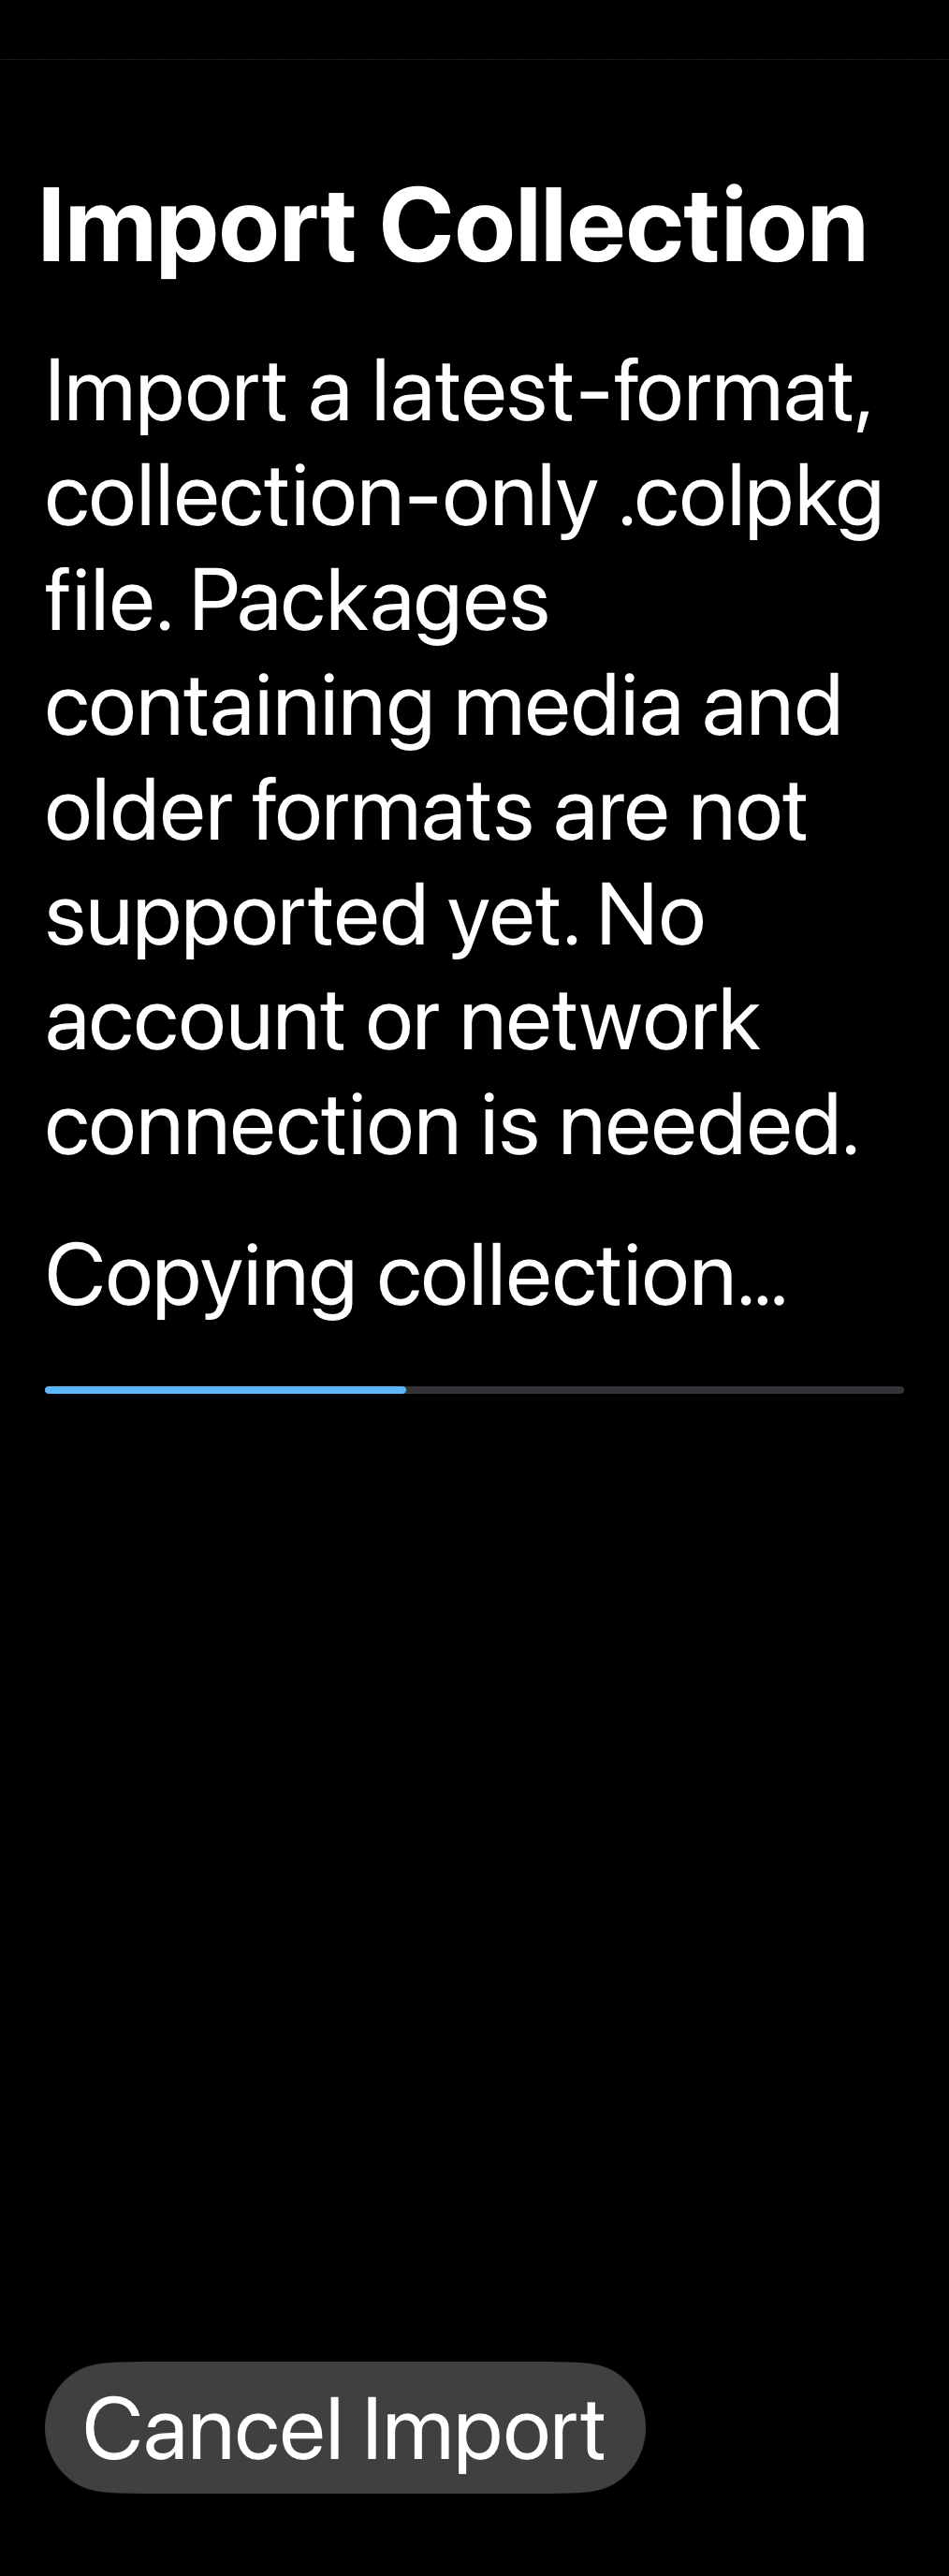 Import Collection
Import a latest-format,
collection-only .colpkg
file. Packages
containing media and
older formats are not
supported yet. No
account or network
connection is needed.
Copying collection...
Cancel Import